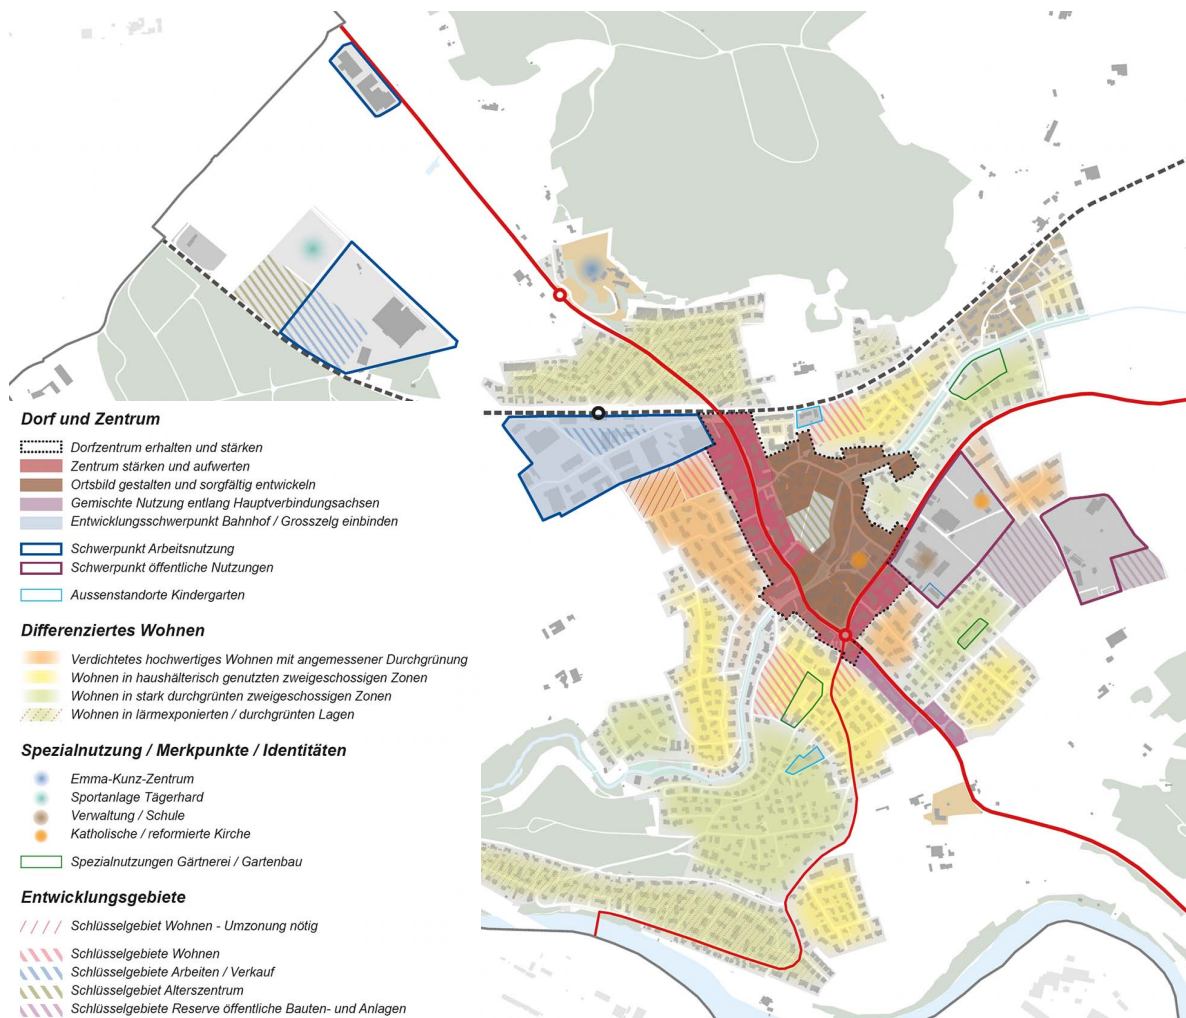 Dorf und Zentrum
Dorfzentrum erhalten und stärken
Zentrum stärken und aufwerten
Ortsbild gestalten und sorgfältig entwickeln
Gemischte Nutzung entlang Hauptverbindungsachsen
Entwicklungsschwerpunkt Bahnhof / Grosszelg einbinden
Schwerpunkt Arbeitsnutzung
Schwerpunkt öffentliche Nutzungen
Aussenstandorte Kindergarten
Differenziertes Wohnen
Verdichtetes hochwertiges Wohnen mit angemessener Durchgrünung
Wohnen in haushälterisch genutzten zweigeschossigen Zonen
Wohnen in stark durchgrünten zweigeschossigen Zonen
Wohnen in lärmexponierten / durchgrünten Lagen
Spezialnutzung / Merkpunkte / Identitäten
Emma-Kunz-Zentrum
Sportanlage Tägerhard
Verwaltung / Schule
Katholische / reformierte Kirche
Spezialnutzungen Gärtnerei / Gartenbau
Entwicklungsgebiete
Schlüsselgebiet Wohnen - Umzonung nötig
Schlüsselgebiete Wohnen
Schlüsselgebiete Arbeiten / Verkauf
Schlüsselgebiet Alterszentrum
Schlüsselgebiete Reserve öffentliche Bauten- und Anlagen